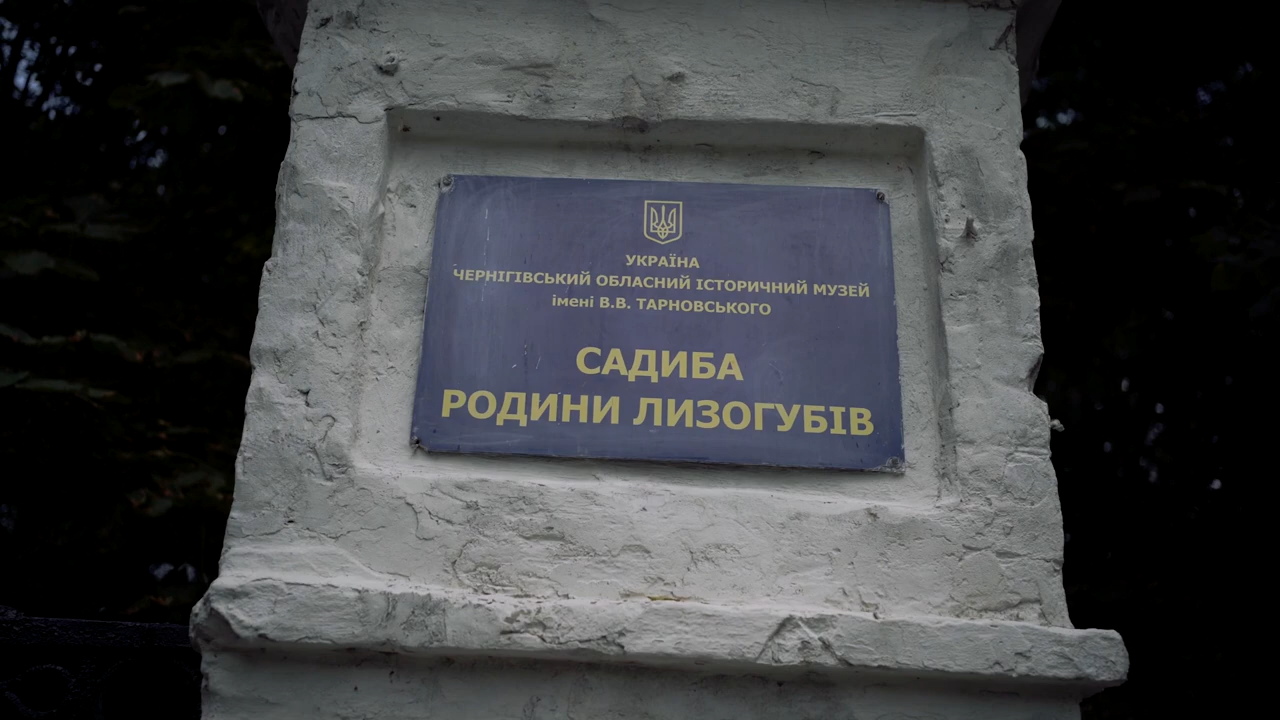 УКРАЇНА
ЧЕРНІГІВСЬКИЙ ОБЛАСНИЙ ІСТОРИЧНИЙ МУЗЕЙ
імені В.В. ТАРНОВСЬКОГО
САДИБА
РОДИНИ ЛИЗОГУБІВ